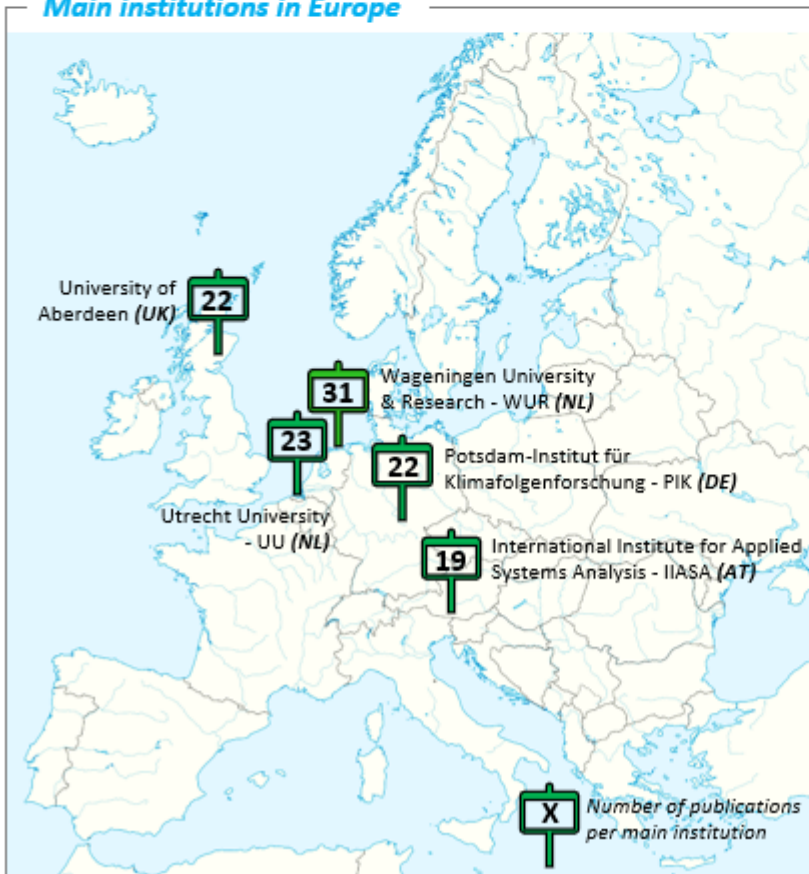 Main institutions in Europe
University of
Aberdeen (UK)
22
31
Wageningen University
& Research - WUR (NL)
23
Utrecht University
- UU (NL)
22
Potsdam-Institut für
Klimafolgenforschung - PIK (DE)
19
International Institute for Applied
Systems Analysis - IIASA (AT)
X
Number of publications
per main institution